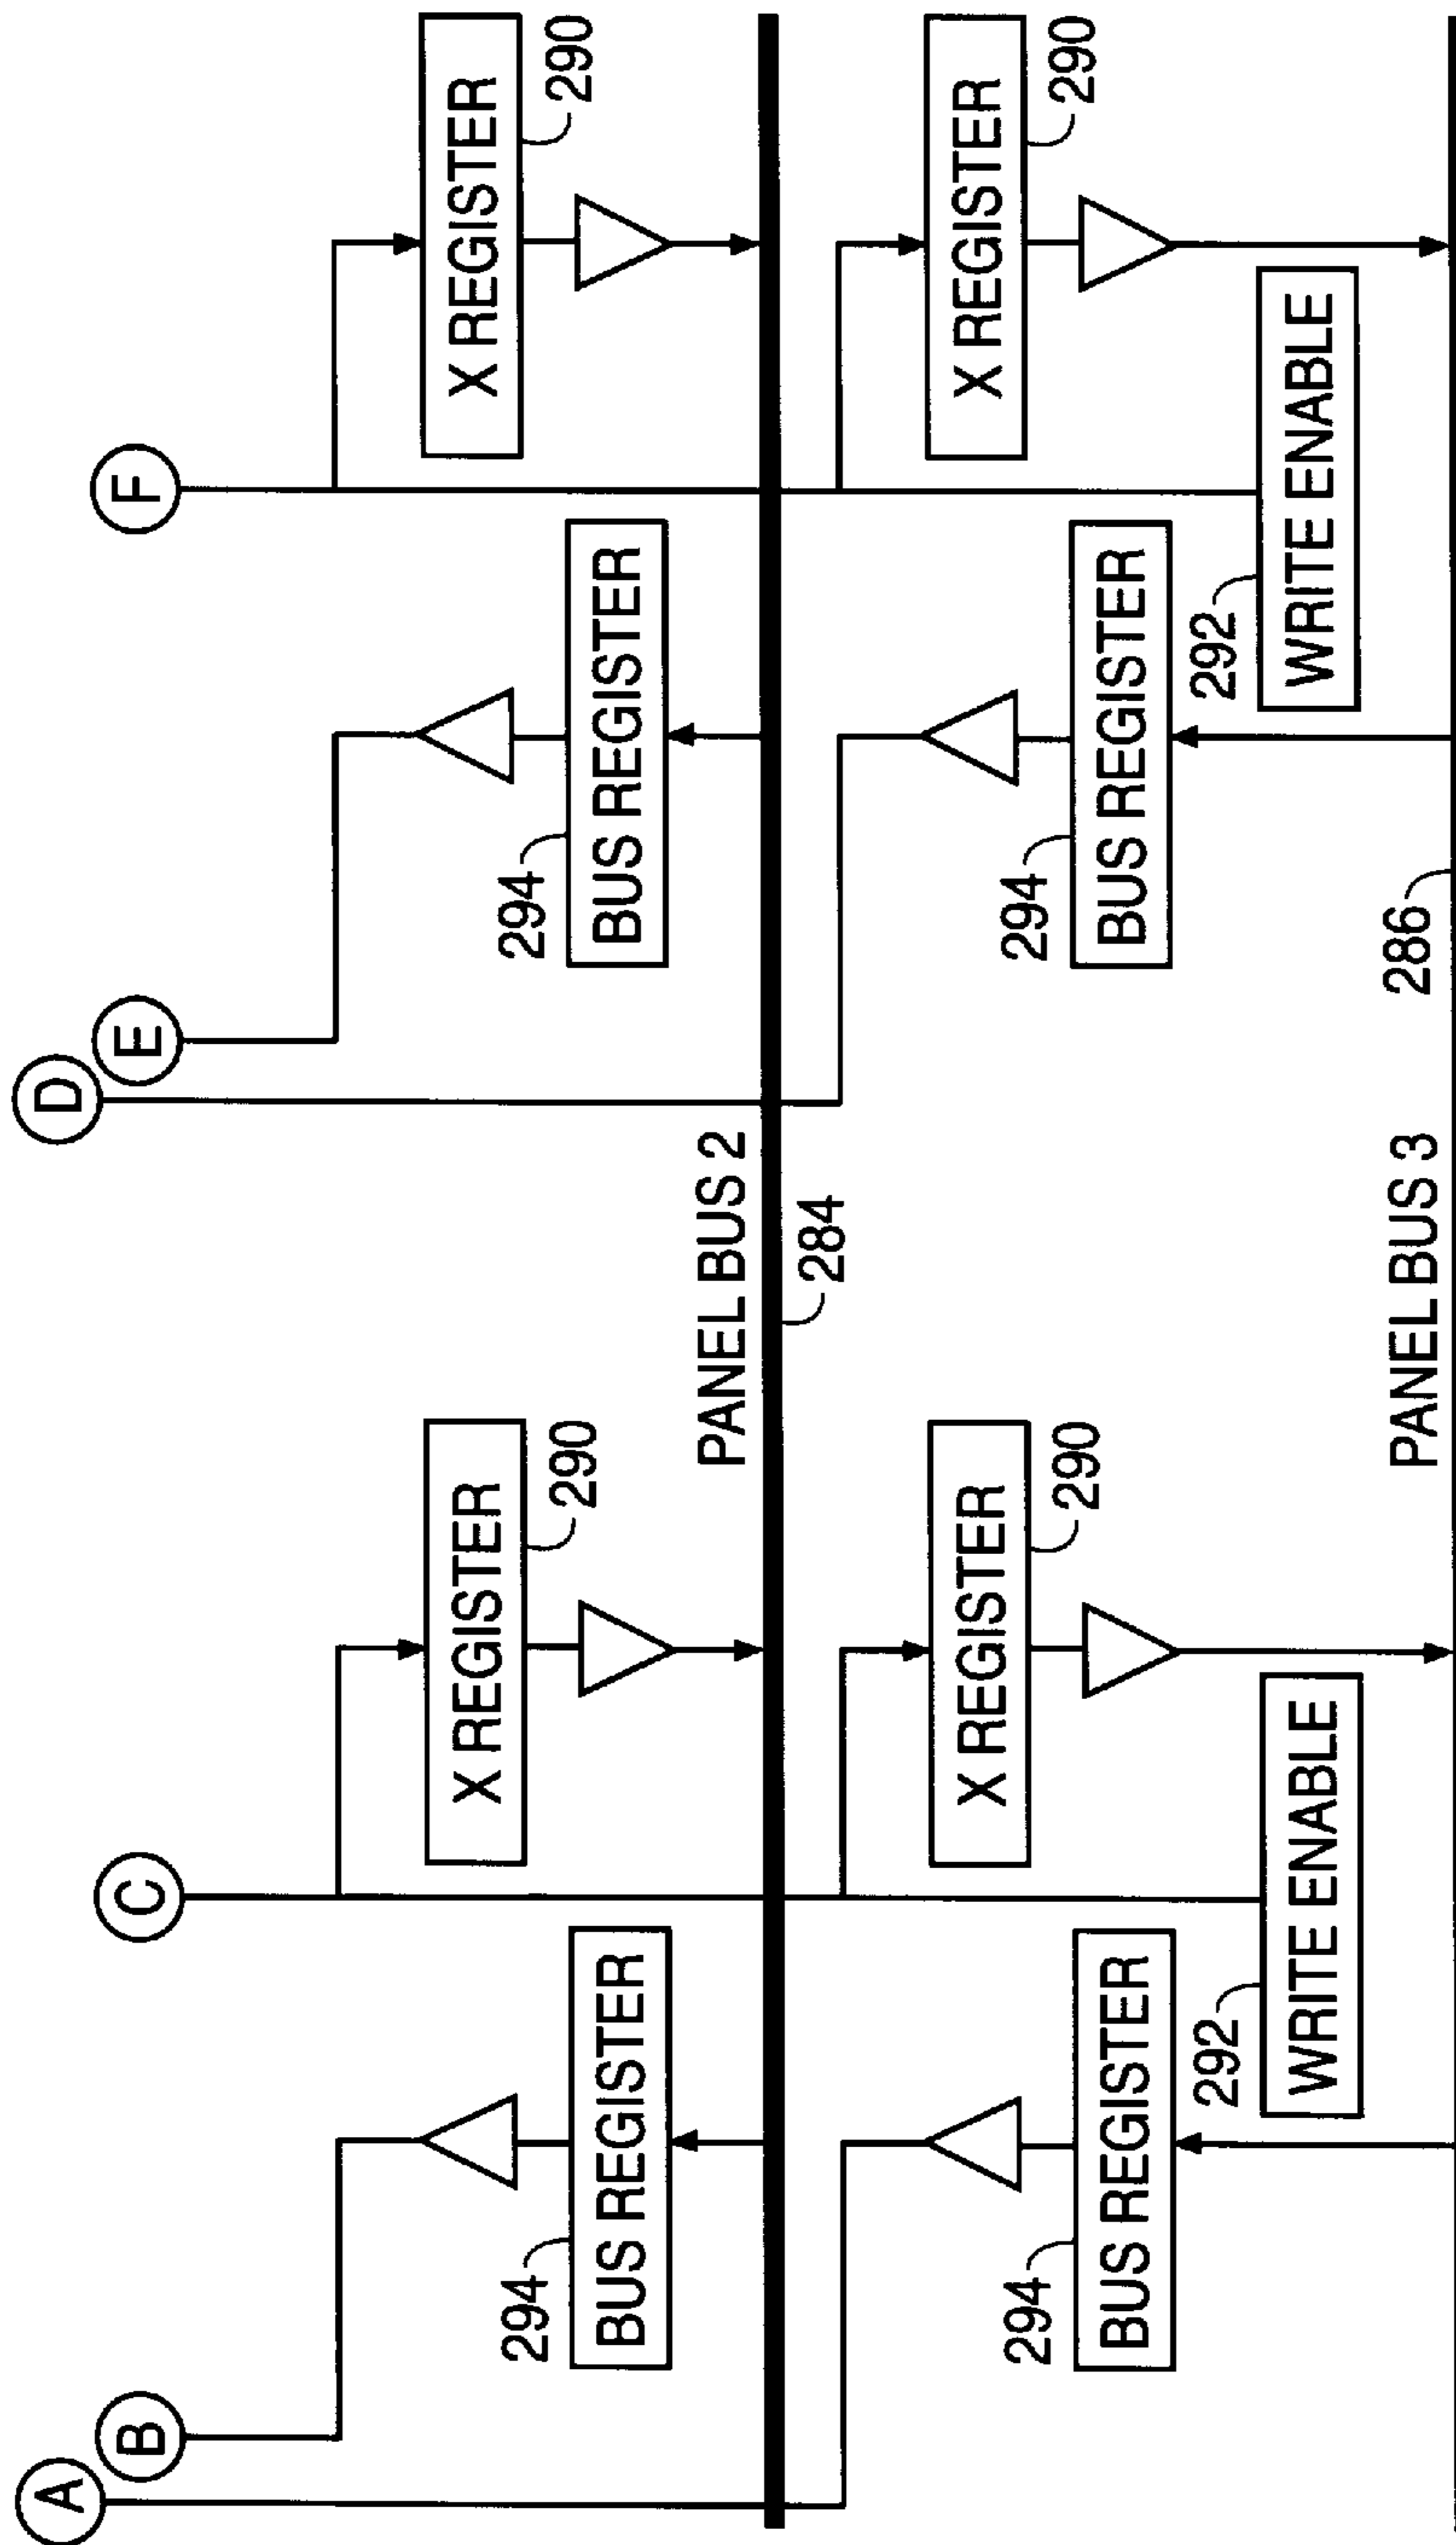 A
D
B
C
E
F
X REGISTER
X REGISTER
294
290
294
290
BUS REGISTER
BUS REGISTER
PANEL BUS 2
284
X REGISTER
X REGISTER
294
290
294
290
BUS REGISTER
BUS REGISTER
292
292
WRITE ENABLE
WRITE ENABLE
PANEL BUS 3
286